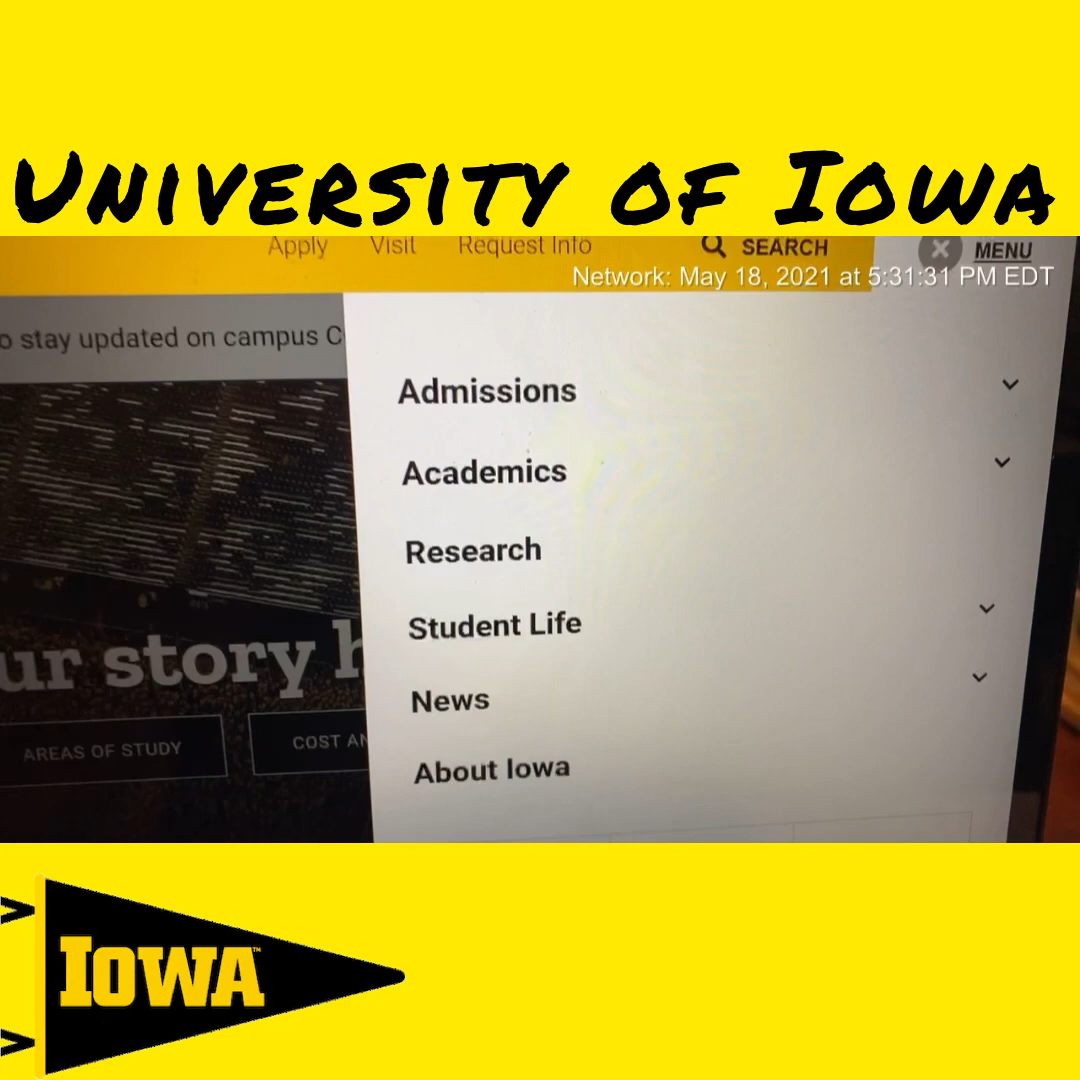 UNIVERSITY OF IOWA
Apply Visit Request Info SEARCH MENU
Network: May 18, 2021 at 5:31:31 PM EDT
o stay updated on campus C
Admissions
Academics
Research
Student Life
ur story h
News
AREAS OF STUDY COST AN
About Iowa
IOWA™